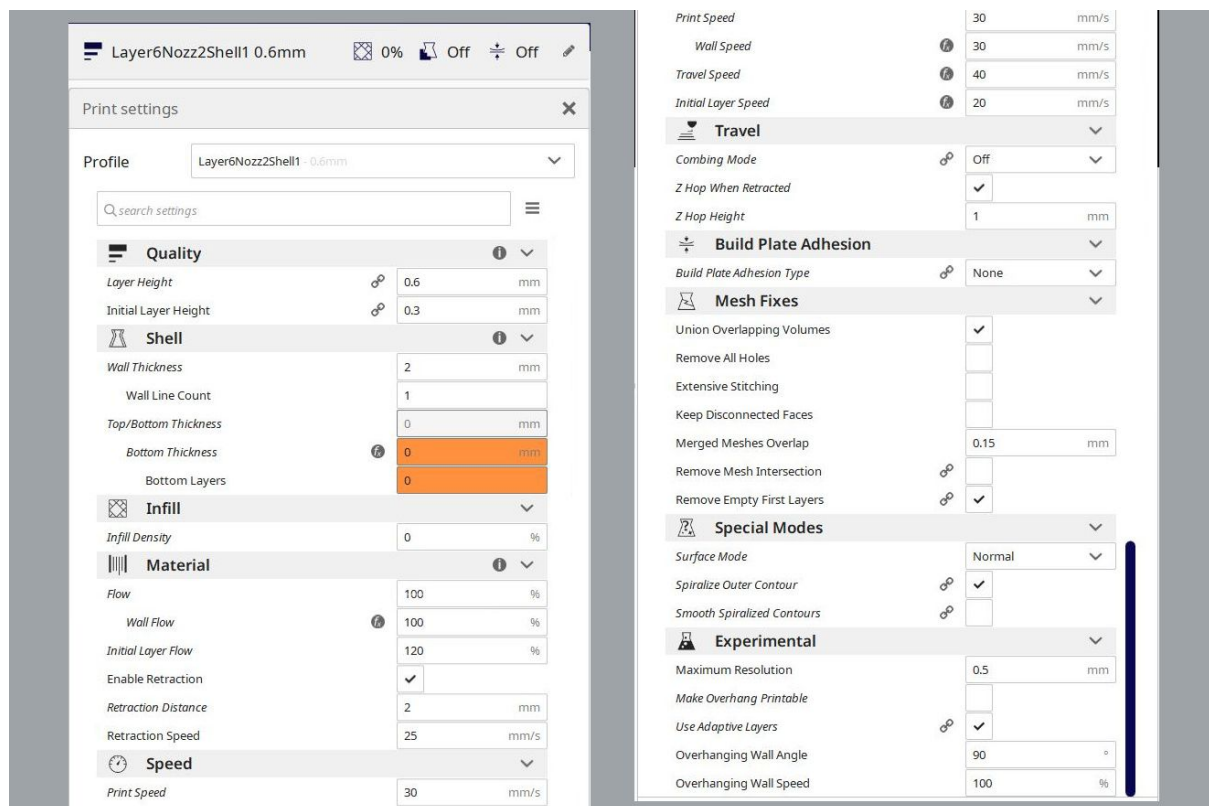 Layer6Nozz2Shell1 0.6mm 0% Off Off
Print settings
Profile Layer6Nozz2Shell1 - 0.6mm
search settings
Quality
Layer Height 0.6 mm
Initial Layer Height 0.3 mm
Shell
Wall Thickness 2 mm
Wall Line Count 1
Top/Bottom Thickness 0 mm
Bottom Thickness 0 mm
Bottom Layers 0
Infill
Infill Density 0 %
Material
Flow 100 %
Wall Flow 100 %
Initial Layer Flow 120 %
Enable Retraction
Retraction Distance 2 mm
Retraction Speed 25 mm/s
Speed
Print Speed 30 mm/s
Print Speed 30 mm/s
Wall Speed 30 mm/s
Travel Speed 40 mm/s
Initial Layer Speed 20 mm/s
Travel
Combing Mode Off
Z Hop When Retracted
Z Hop Height 1 mm
Build Plate Adhesion
Build Plate Adhesion Type None
Mesh Fixes
Union Overlapping Volumes
Remove All Holes
Extensive Stitching
Keep Disconnected Faces
Merged Meshes Overlap 0.15 mm
Remove Mesh Intersection
Remove Empty First Layers
Special Modes
Surface Mode Normal
Spiralize Outer Contour
Smooth Spiralized Contours
Experimental
Maximum Resolution 0.5 mm
Make Overhang Printable
Use Adaptive Layers
Overhanging Wall Angle 90 °
Overhanging Wall Speed 100 %